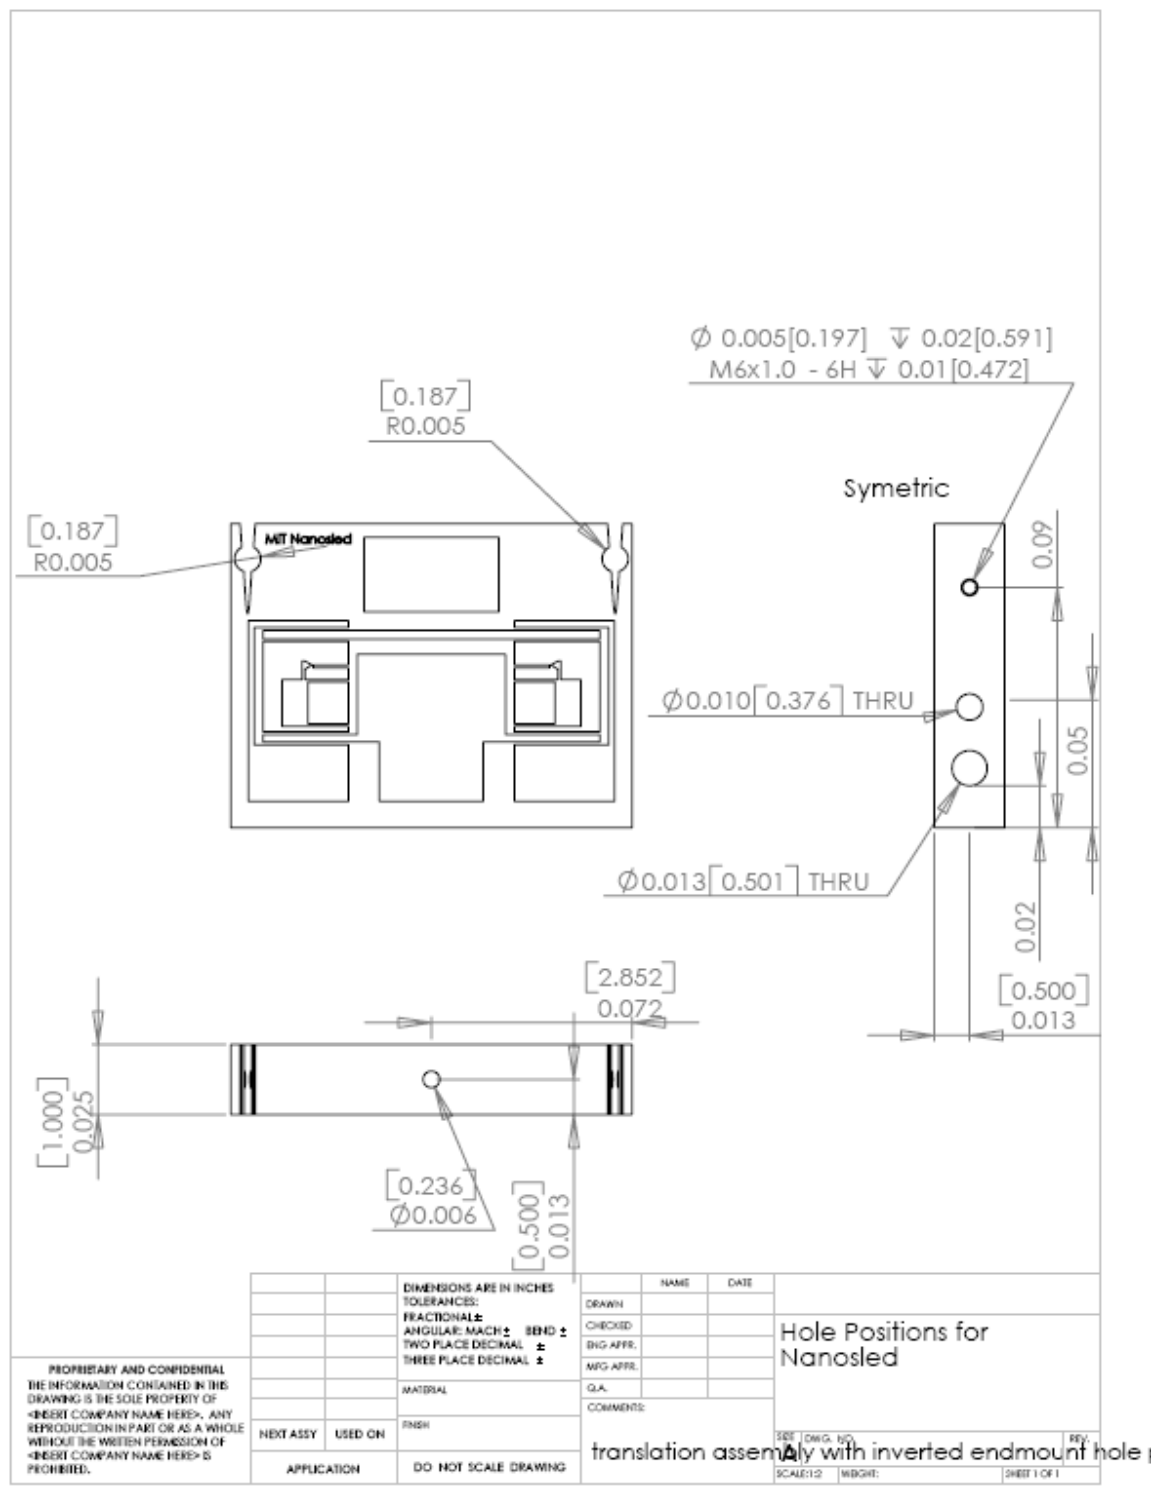 Ø 0.005[0.197] ↧ 0.02[0.591]
M6x1.0 - 6H ↧ 0.01[0.472]
[0.187]
R0.005
Symetric
[0.187]
R0.005
MIT Nanosled
0.09
Ø0.010[0.376] THRU
0.05
Ø0.013[0.501] THRU
0.02
[2.852]
0.072
[0.500]
0.013
[1.000]
0.025
[0.236]
Ø0.006
[0.500]
0.013
DIMENSIONS ARE IN INCHES
TOLERANCES:
FRACTIONAL±
ANGULAR: MACH± BEND ±
TWO PLACE DECIMAL ±
THREE PLACE DECIMAL ±
MATERIAL
FINISH
DO NOT SCALE DRAWING
NAME DATE
DRAWN
CHECKED
ENG APPR.
MFG APPR.
Q.A.
COMMENTS:
Hole Positions for
Nanosled
PROPRIETARY AND CONFIDENTIAL
THE INFORMATION CONTAINED IN THIS
DRAWING IS THE SOLE PROPERTY OF
<INSERT COMPANY NAME HERE>. ANY
REPRODUCTION IN PART OR AS A WHOLE
WITHOUT THE WRITTEN PERMISSION OF
<INSERT COMPANY NAME HERE> IS
PROHIBITED.
NEXT ASSY USED ON
APPLICATION
SIZE DWG. NO. REV.
A
translation assembly with inverted endmount hole p
SCALE:1:2 WEIGHT: SHEET 1 OF 1